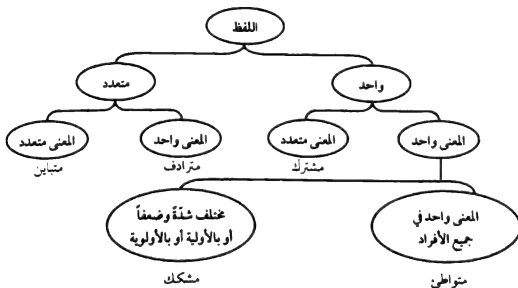 اللفظ
واحد
متعدد
المعنى واحد
المعنى متعدد
المعنى واحد
المعنى متعدد
مشترك
مترادف
متباين
المعنى واحد في
جميع الأفراد
مختلف شدّةً وضعفاً
أو بالأولية أو بالأولوية
متواطئ
مشكك